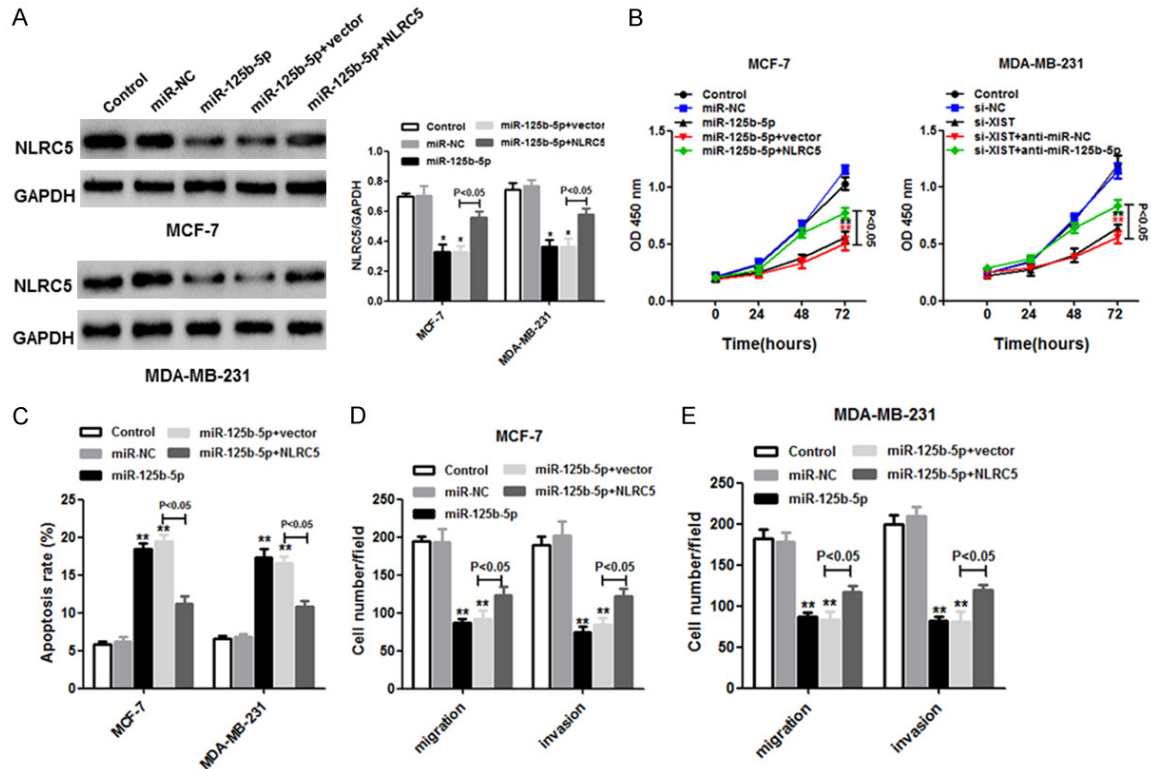 A
Control
miR-NC
miR-125b-5p
miR-125b-5p+vector
miR-125b-5p+NLRC5
NLRC5
GAPDH
MCF-7
NLRC5
GAPDH
MDA-MB-231
Control
miR-NC
miR-125b-5p
miR-125b-5p+vector
miR-125b-5p+NLRC5
NLRC5/GAPDH
1.0
0.8
0.6
0.4
0.2
0.0
* * P<0.05
* * P<0.05
MCF-7
MDA-MB-231
B
MCF-7
Control
miR-NC
miR-125b-5p
miR-125b-5p+vector
miR-125b-5p+NLRC5
OD 450 nm
1.5
1.0
0.5
0.0
**
**
P<0.05
0 24 48 72
Time(hours)
MDA-MB-231
Control
si-NC
si-XIST
si-XIST+anti-miR-NC
si-XIST+anti-miR-125b-5p
OD 450 nm
1.5
1.0
0.5
0.0
**
**
P<0.05
0 24 48 72
Time(hours)
C
Control
miR-NC
miR-125b-5p
miR-125b-5p+vector
miR-125b-5p+NLRC5
Apoptosis rate (%)
25
20
15
10
5
0
** ** P<0.05
** ** P<0.05
MCF-7
MDA-MB-231
D
MCF-7
Control
miR-NC
miR-125b-5p
miR-125b-5p+vector
miR-125b-5p+NLRC5
Cell number/field
250
200
150
100
50
0
** ** P<0.05
** ** P<0.05
migration
invasion
E
MDA-MB-231
Control
miR-NC
miR-125b-5p
miR-125b-5p+vector
miR-125b-5p+NLRC5
Cell number/field
250
200
150
100
50
0
** ** P<0.05
** ** P<0.05
migration
invasion